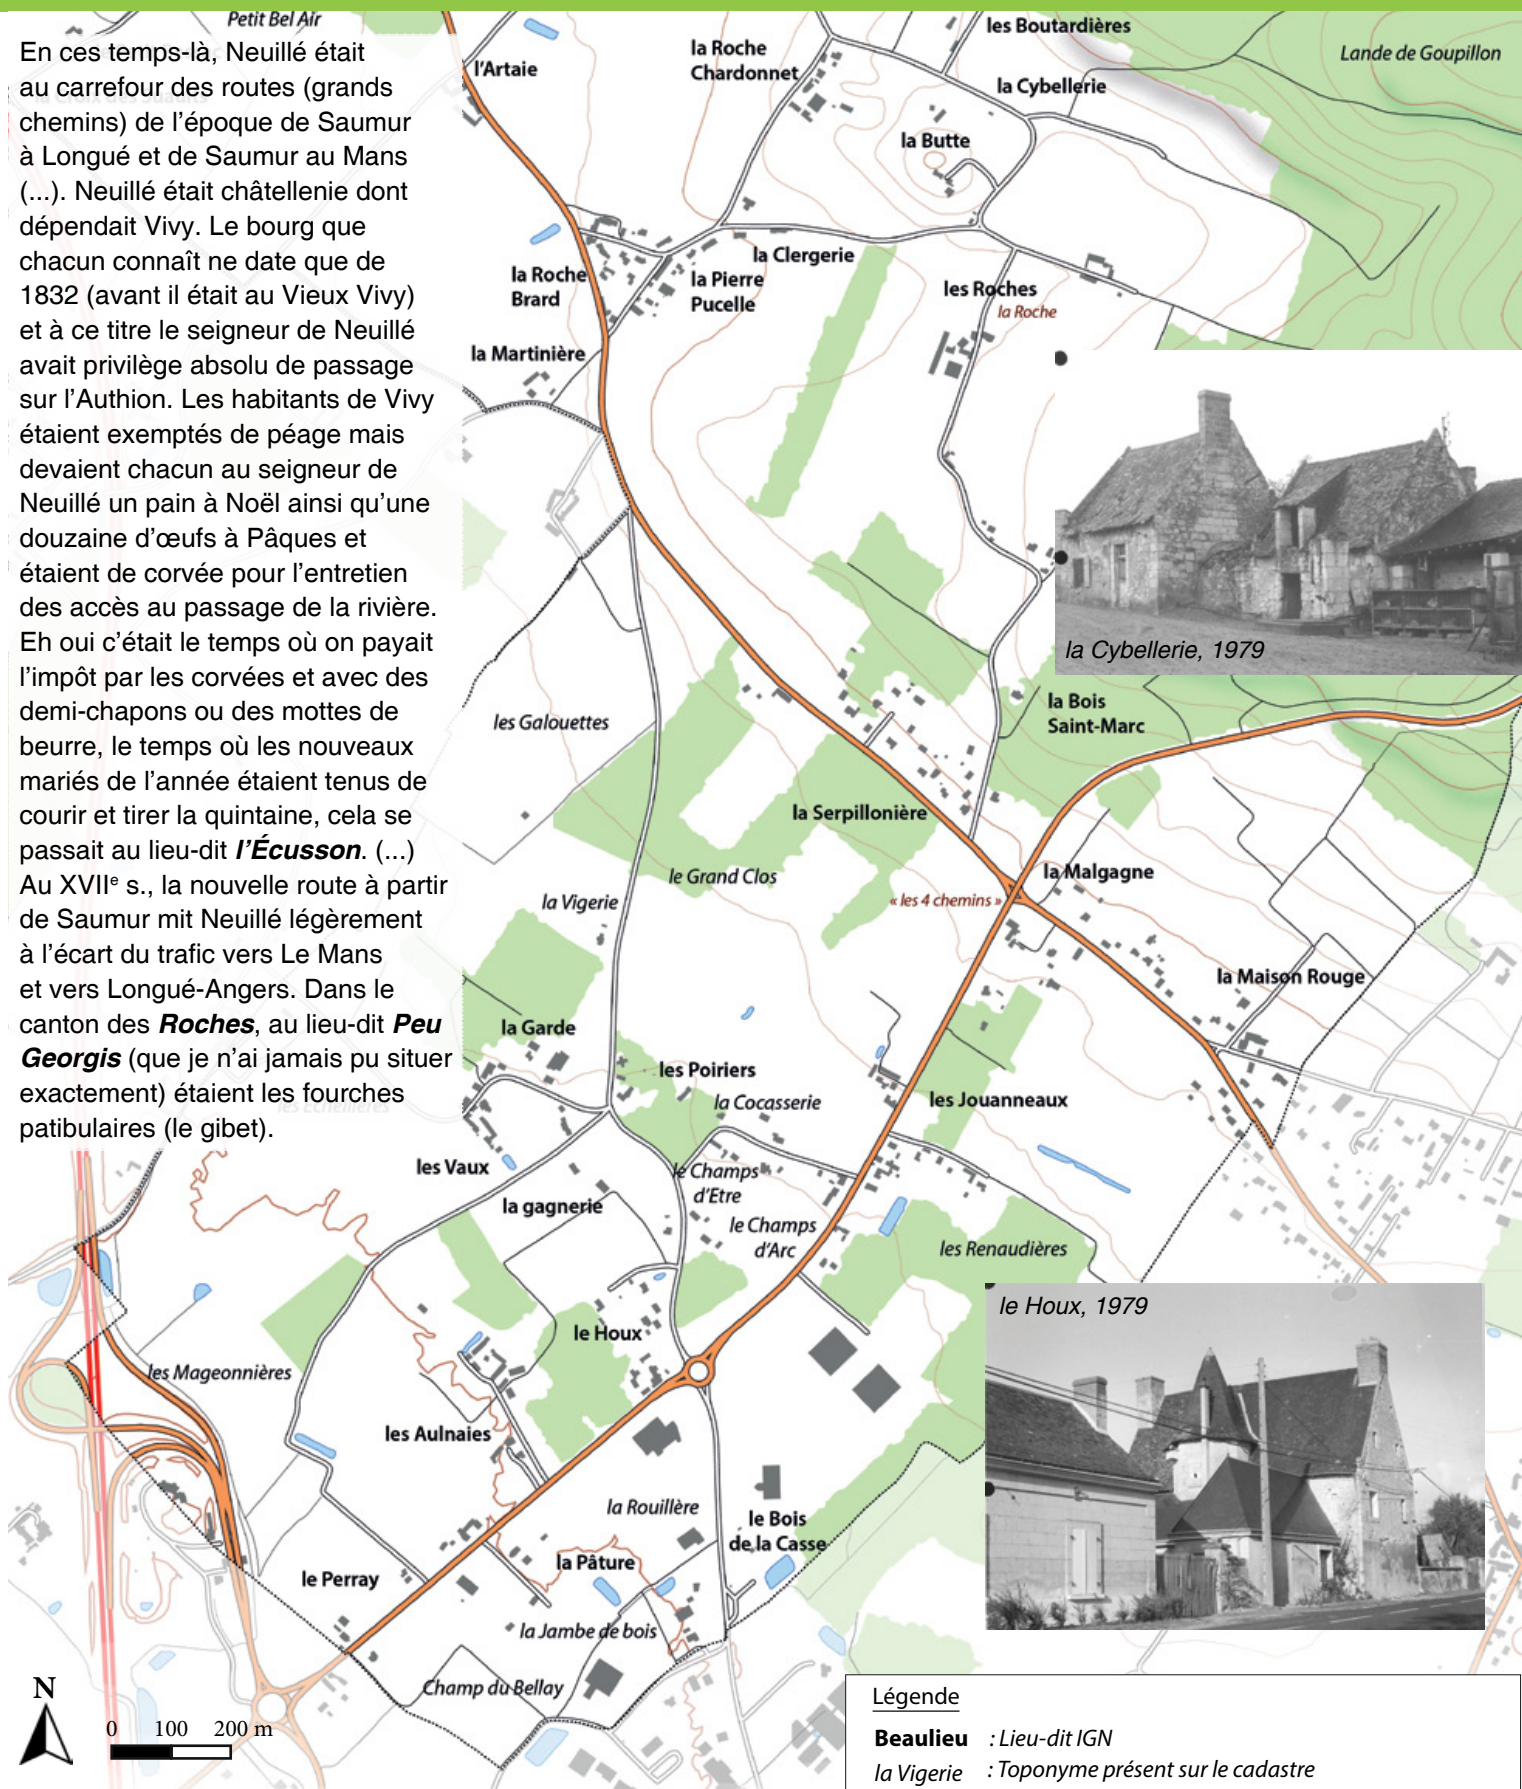 En ces temps-là, Neuillé était
au carrefour des routes (grands
chemins) de l'époque de Saumur
à Longué et de Saumur au Mans
(...). Neuillé était châtellenie dont
dépendait Vivy. Le bourg que
chacun connaît ne date que de
1832 (avant il était au Vieux Vivy)
et à ce titre le seigneur de Neuillé
avait privilège absolu de passage
sur l'Authion. Les habitants de Vivy
étaient exemptés de péage mais
devaient chacun au seigneur de
Neuillé un pain à Noël ainsi qu'une
douzaine d'œufs à Pâques et
étaient de corvée pour l'entretien
des accès au passage de la rivière.
Eh oui c'était le temps où on payait
l'impôt par les corvées et avec des
demi-chapons ou des mottes de
beurre, le temps où les nouveaux
mariés de l'année étaient tenus de
courir et tirer la quintaine, cela se
passait au lieu-dit l'Écusson. (...)
Au XVIIe s., la nouvelle route à partir
de Saumur mit Neuillé légèrement
à l'écart du trafic vers Le Mans
et vers Longué-Angers. Dans le
canton des Roches, au lieu-dit Peu
Georgis (que je n'ai jamais pu situer
exactement) étaient les fourches
patibulaires (le gibet).
Petit Bel Air
l'Artaie
la Roche
Chardonnet
les Boutardières
Lande de Goupillon
la Cybellerie
la Butte
la Clergerie
la Roche
Brard
la Pierre
Pucelle
les Roches
la Roche
la Martinière
la Cybellerie, 1979
les Galouettes
la Bois
Saint-Marc
la Serpillonière
le Grand Clos
la Malgagne
« les 4 chemins »
la Vigerie
la Maison Rouge
la Garde
les Poiriers
la Cocasserie
les Jouanneaux
les Echellières
les Vaux
le Champs
d'Etre
la gagnerie
le Champs
d'Arc
les Renaudières
le Houx, 1979
le Houx
les Mageonnières
les Aulnaies
la Rouillère
le Bois
de la Casse
la Pâture
le Perray
la Jambe de bois
Champ du Bellay
N
0 100 200 m
Légende
Beaulieu : Lieu-dit IGN
la Vigerie : Toponyme présent sur le cadastre